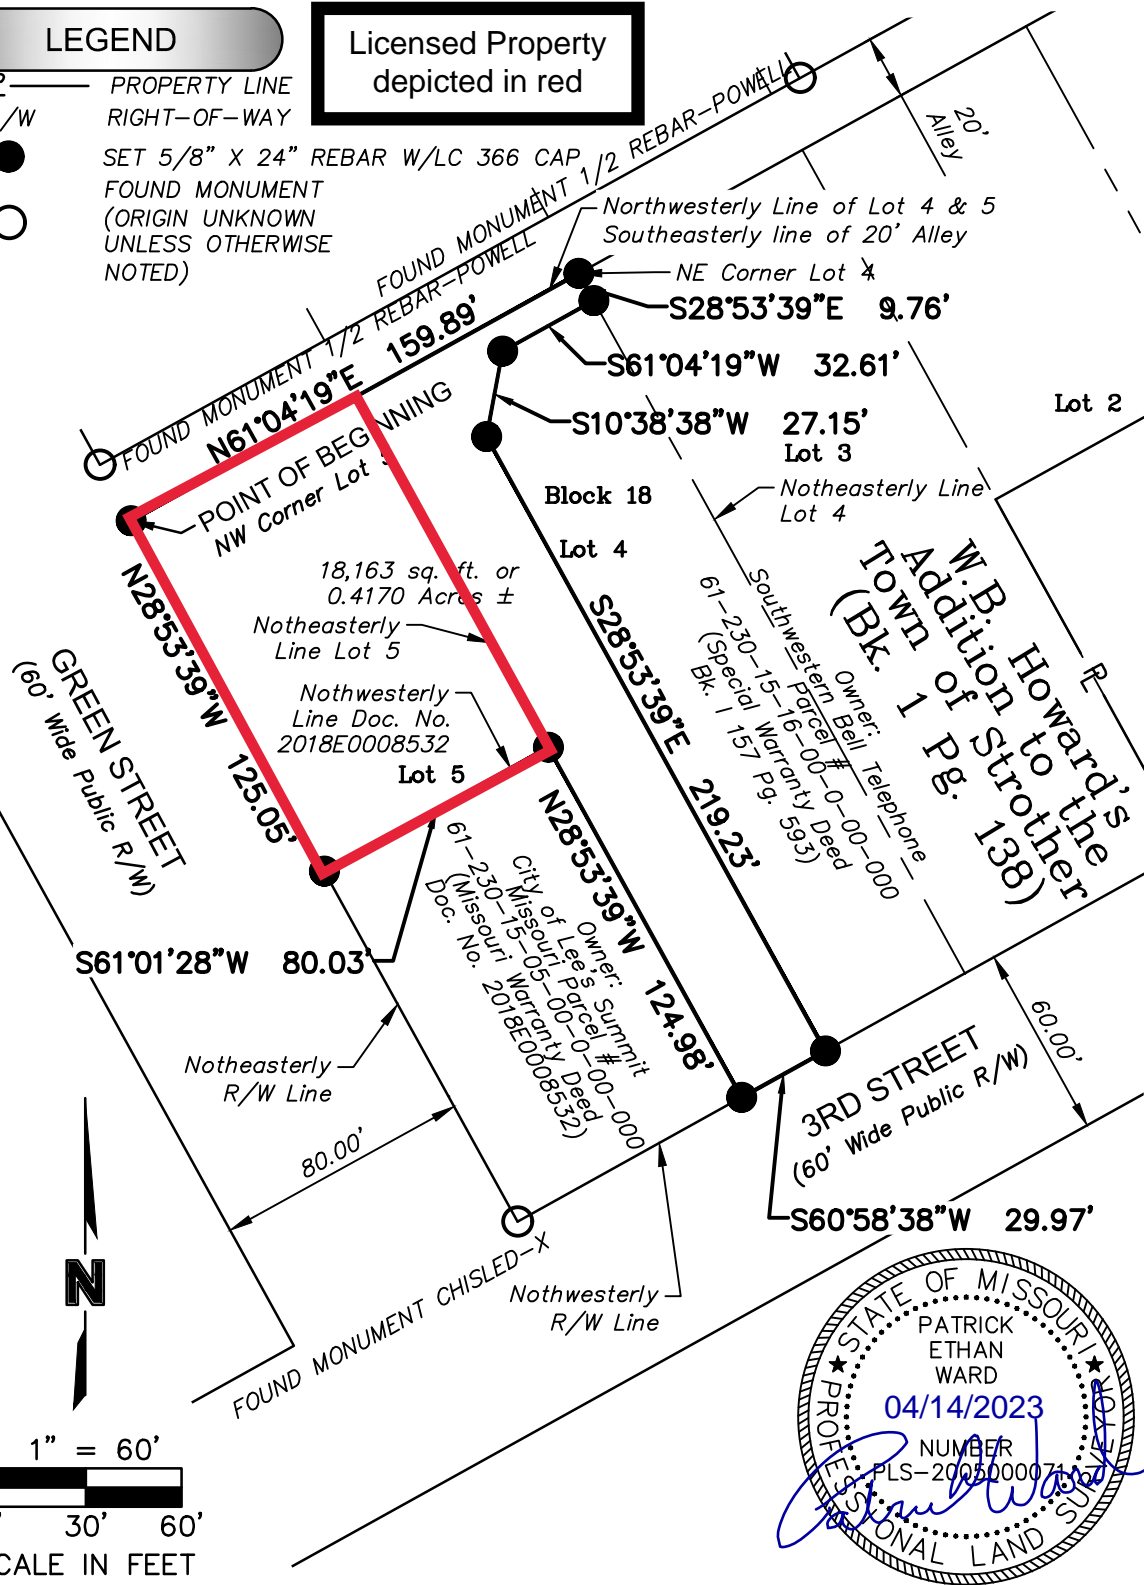 LEGEND
PROPERTY LINE
/W RIGHT-OF-WAY
SET 5/8" X 24" REBAR W/LC 366 CAP
FOUND MONUMENT
(ORIGIN UNKNOWN
UNLESS OTHERWISE
NOTED)
Licensed Property
depicted in red
FOUND MONUMENT 1/2 REBAR-POWELL
20'
Alley
Northwesterly Line of Lot 4 & 5
Southeasterly line of 20' Alley
NE Corner Lot 4
S28°53'39"E 9.76'
S61°04'19"W 32.61'
S10°38'38"W 27.15'
FOUND MONUMENT 1/2 REBAR-POWELL
N61°04'19"E 159.89'
POINT OF BEGINNING
NW Corner Lot 5
Lot 2
Lot 3
Block 18
Notheasterly Line
Lot 4
Lot 4
18,163 sq. ft. or
0.4170 Acres ±
Notheasterly
Line Lot 5
Nothwesterly
Line Doc. No.
2018E0008532
Lot 5
N28°53'39"W 125.05'
GREEN STREET
(60' Wide Public R/W)
S28°53'39"E 219.23'
Owner:
Southwestern Bell Telephone
Parcel #
61-230-15-16-00-0-00-000
(Special Warranty Deed
Bk. I 157 Pg. 593)
W.B. Howard's
Addition to the
Town of Strother
(Bk. 1 Pg. 138)
PL
N28°53'39"W 124.98'
Owner:
City of Lee's Summit
Missouri Parcel #
61-230-15-05-00-0-00-000
(Missouri Warranty Deed
Doc. No. 2018E0008532)
S61°01'28"W 80.03'
Notheasterly
R/W Line
80.00'
60.00'
3RD STREET
(60' Wide Public R/W)
S60°58'38"W 29.97'
Nothwesterly
R/W Line
FOUND MONUMENT CHISLED-X
N
1" = 60'
' 30' 60'
CALE IN FEET
STATE OF MISSOURI
PATRICK
ETHAN
WARD
04/14/2023
NUMBER
PLS-2005000071
PROFESSIONAL LAND SURVEYOR